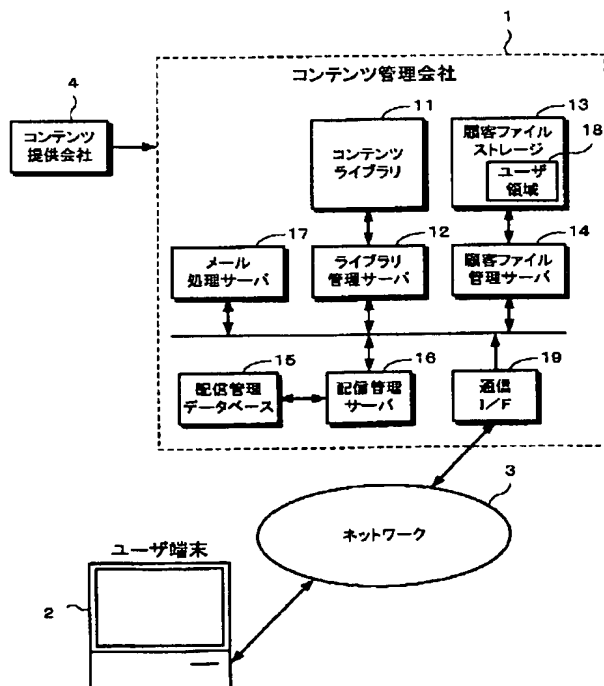 1
コンテンツ管理会社
4
コンテンツ
提供会社
11
コンテンツ
ライブラリ
13
顧客ファイル
ストレージ
18
ユーザ
領域
17
メール
処理サーバ
12
ライブラリ
管理サーバ
14
顧客ファイル
管理サーバ
15
配信管理
データベース
16
配信管理
サーバ
19
通信
I/F
3
ネットワーク
ユーザ端末
2